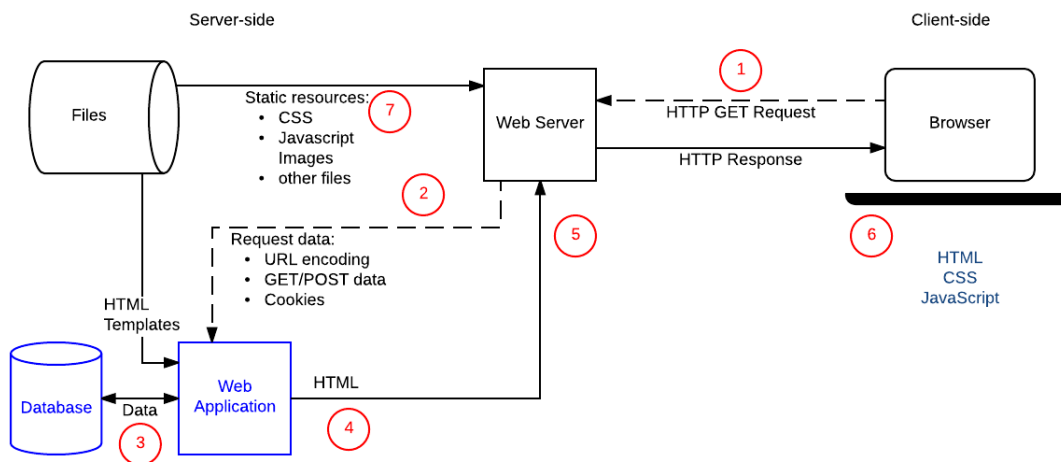 Server-side
Client-side
Files
Static resources:
• CSS
• Javascript
Images
• other files
7
Web Server
1
HTTP GET Request
HTTP Response
Browser
2
Request data:
• URL encoding
• GET/POST data
• Cookies
5
6
HTML
CSS
JavaScript
HTML
Templates
Database
Data
3
Web
Application
HTML
4